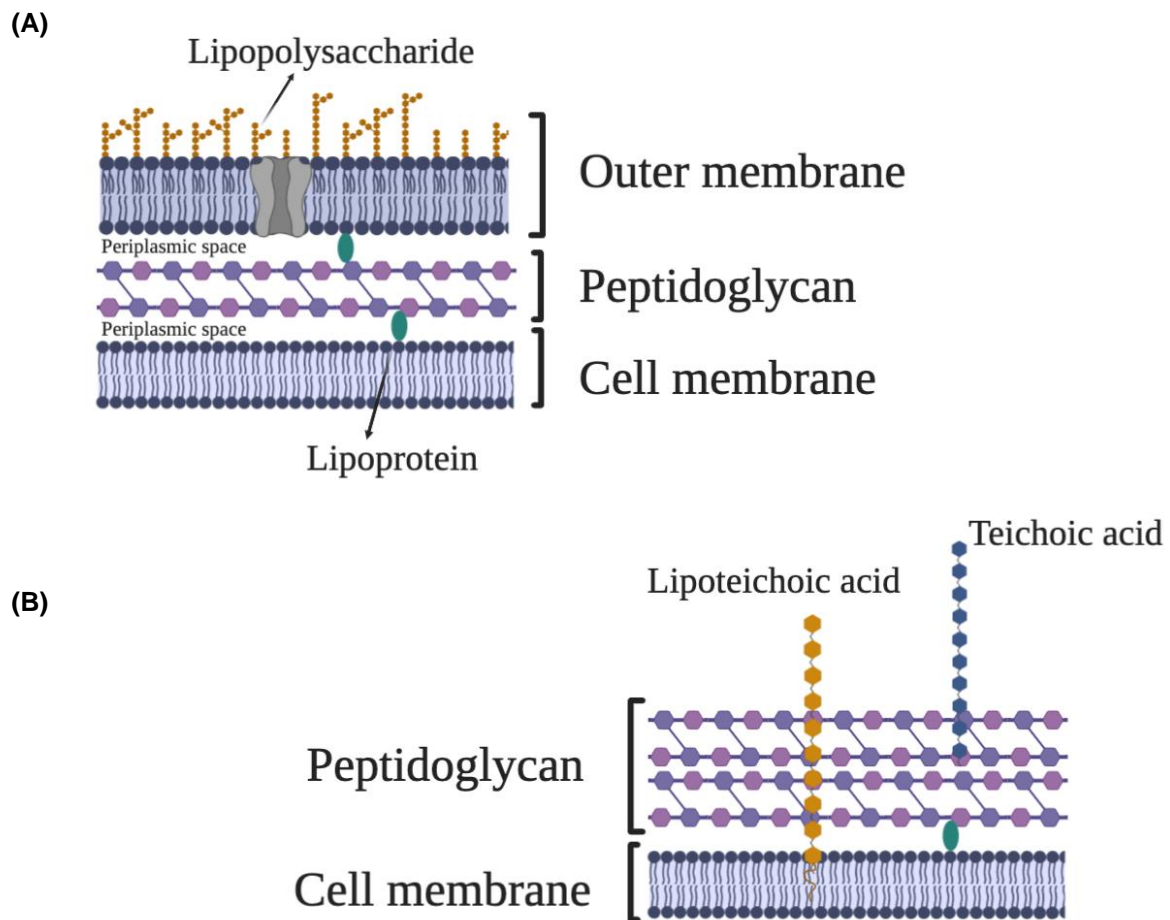 (A)
Lipopolysaccharide
Outer membrane
Periplasmic space
Peptidoglycan
Periplasmic space
Cell membrane
Lipoprotein
Teichoic acid
Lipoteichoic acid
(B)
Peptidoglycan
Cell membrane